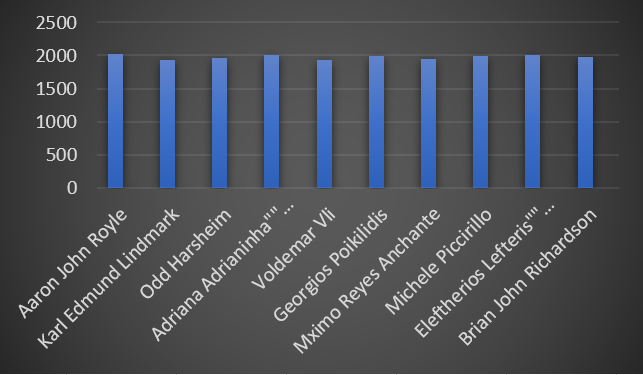 2500
2000
1500
1000
500
0
Aaron John Royle
Karl Edmund Lindmark
Odd Harsheim
Adriana Adrianinha"" ...
Voldemar Vli
Georgios Poikilidis
Mximo Reyes Anchante
Michele Piccirillo
Eleftherios Lefteris"" ...
Brian John Richardson